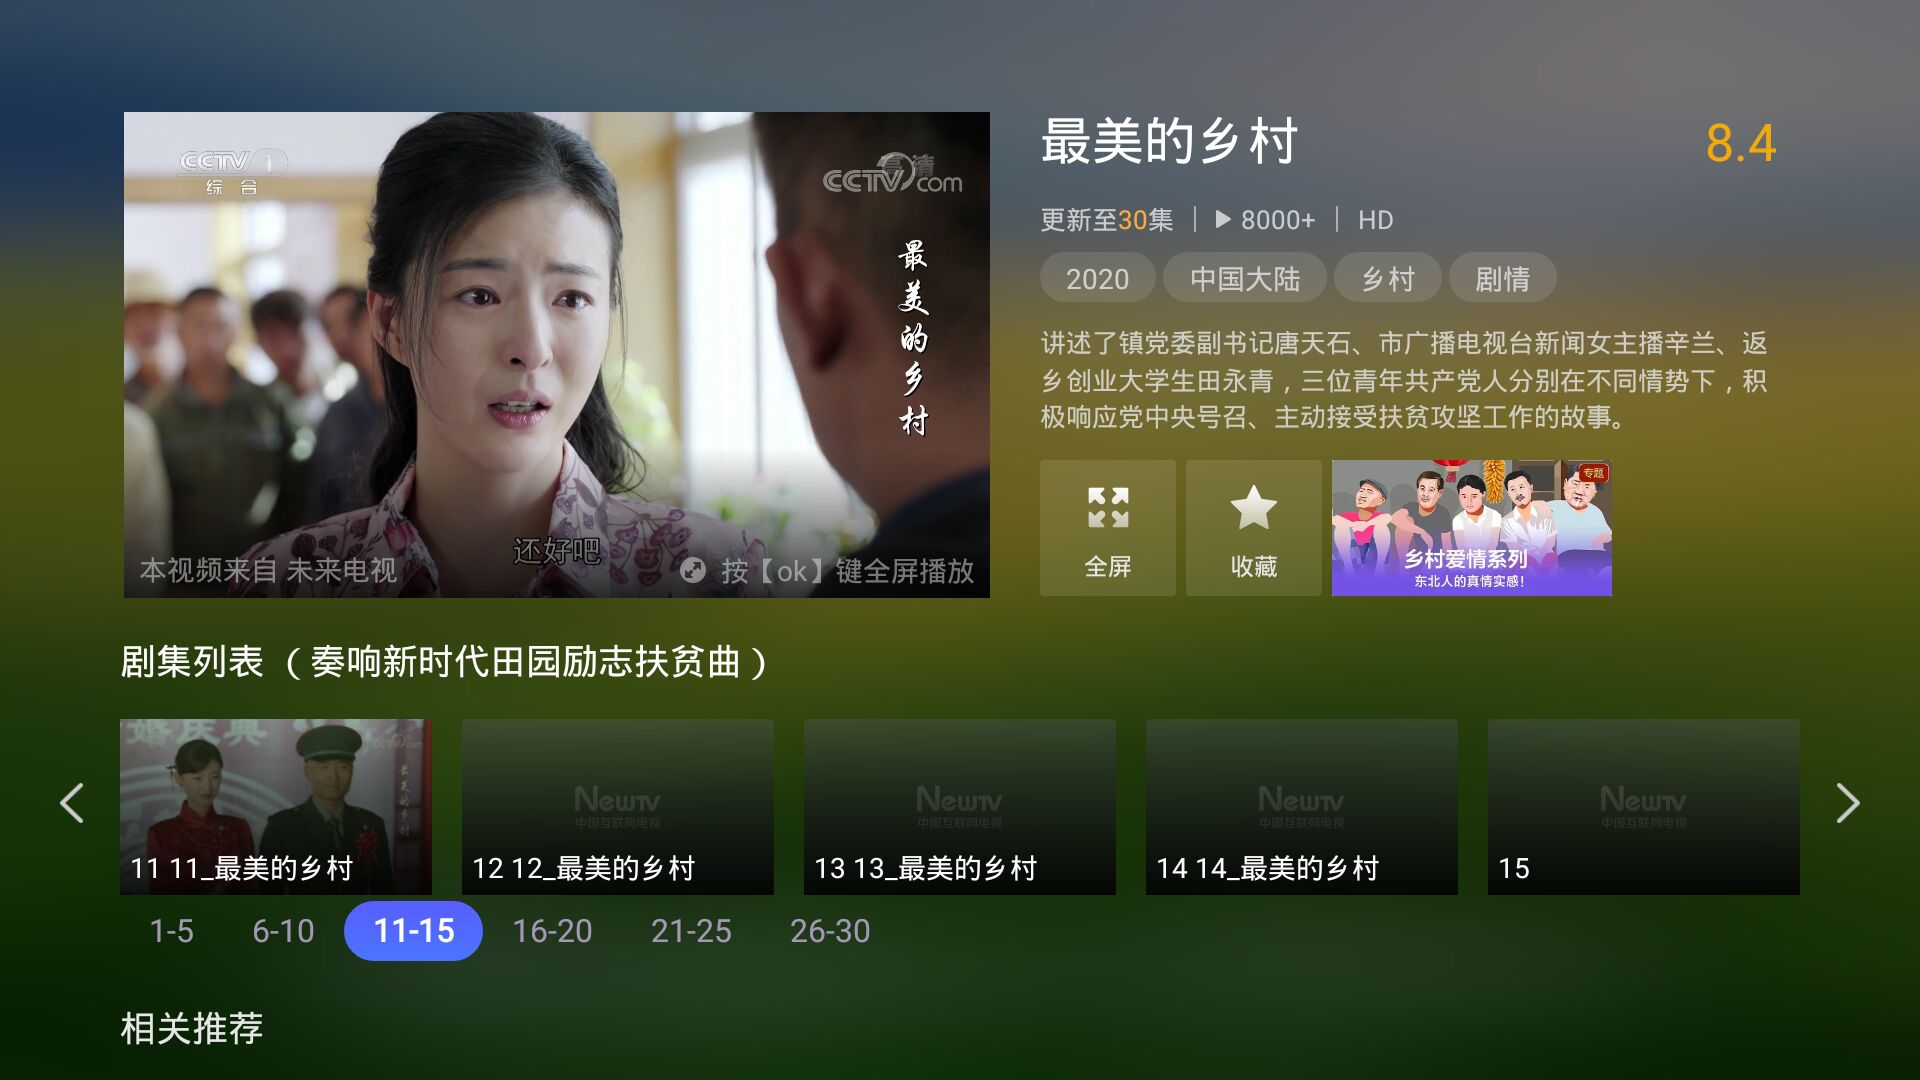 CCTV 1
综合
高清
CCTV com
最美的乡村
还好吧
本视频来自 未来电视
按【ok】键全屏播放
最美的乡村
8.4
更新至30集 | 8000+ | HD
2020 中国大陆 乡村 剧情
讲述了镇党委副书记唐天石、市广播电视台新闻女主播辛兰、返
乡创业大学生田永青，三位青年共产党人分别在不同情势下，积
极响应党中央号召、主动接受扶贫攻坚工作的故事。
全屏
收藏
专题
乡村爱情系列
东北人的真情实感！
剧集列表 （奏响新时代田园励志扶贫曲）
婚庆典
最美的乡村
11 11_最美的乡村
NewTV
中国互联网电视
12 12_最美的乡村
NewTV
中国互联网电视
13 13_最美的乡村
NewTV
中国互联网电视
14 14_最美的乡村
NewTV
中国互联网电视
15
1-5 6-10 11-15 16-20 21-25 26-30
相关推荐